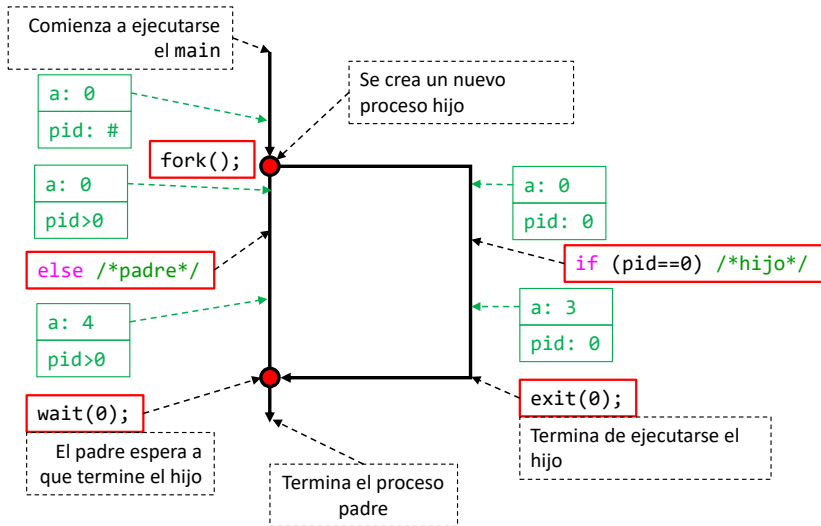 Comienza a ejecutarse
el main
Se crea un nuevo
proceso hijo
a: 0
pid: #
fork();
a: 0
pid>0
a: 0
pid: 0
else /*padre*/
if (pid==0) /*hijo*/
a: 4
pid>0
a: 3
pid: 0
wait(0);
exit(0);
El padre espera a
que termine el hijo
Termina de ejecutarse el
hijo
Termina el proceso
padre